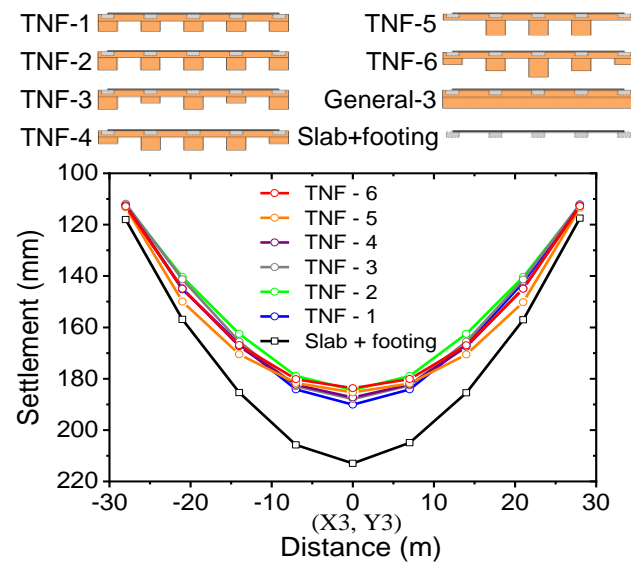 TNF-1
TNF-2
TNF-3
TNF-4
TNF-5
TNF-6
General-3
Slab+footing
Settlement (mm)
100
120
140
160
180
200
220
TNF - 6
TNF - 5
TNF - 4
TNF - 3
TNF - 2
TNF - 1
Slab + footing
-30 -20 -10 0 10 20 30
(X3, Y3)
Distance (m)